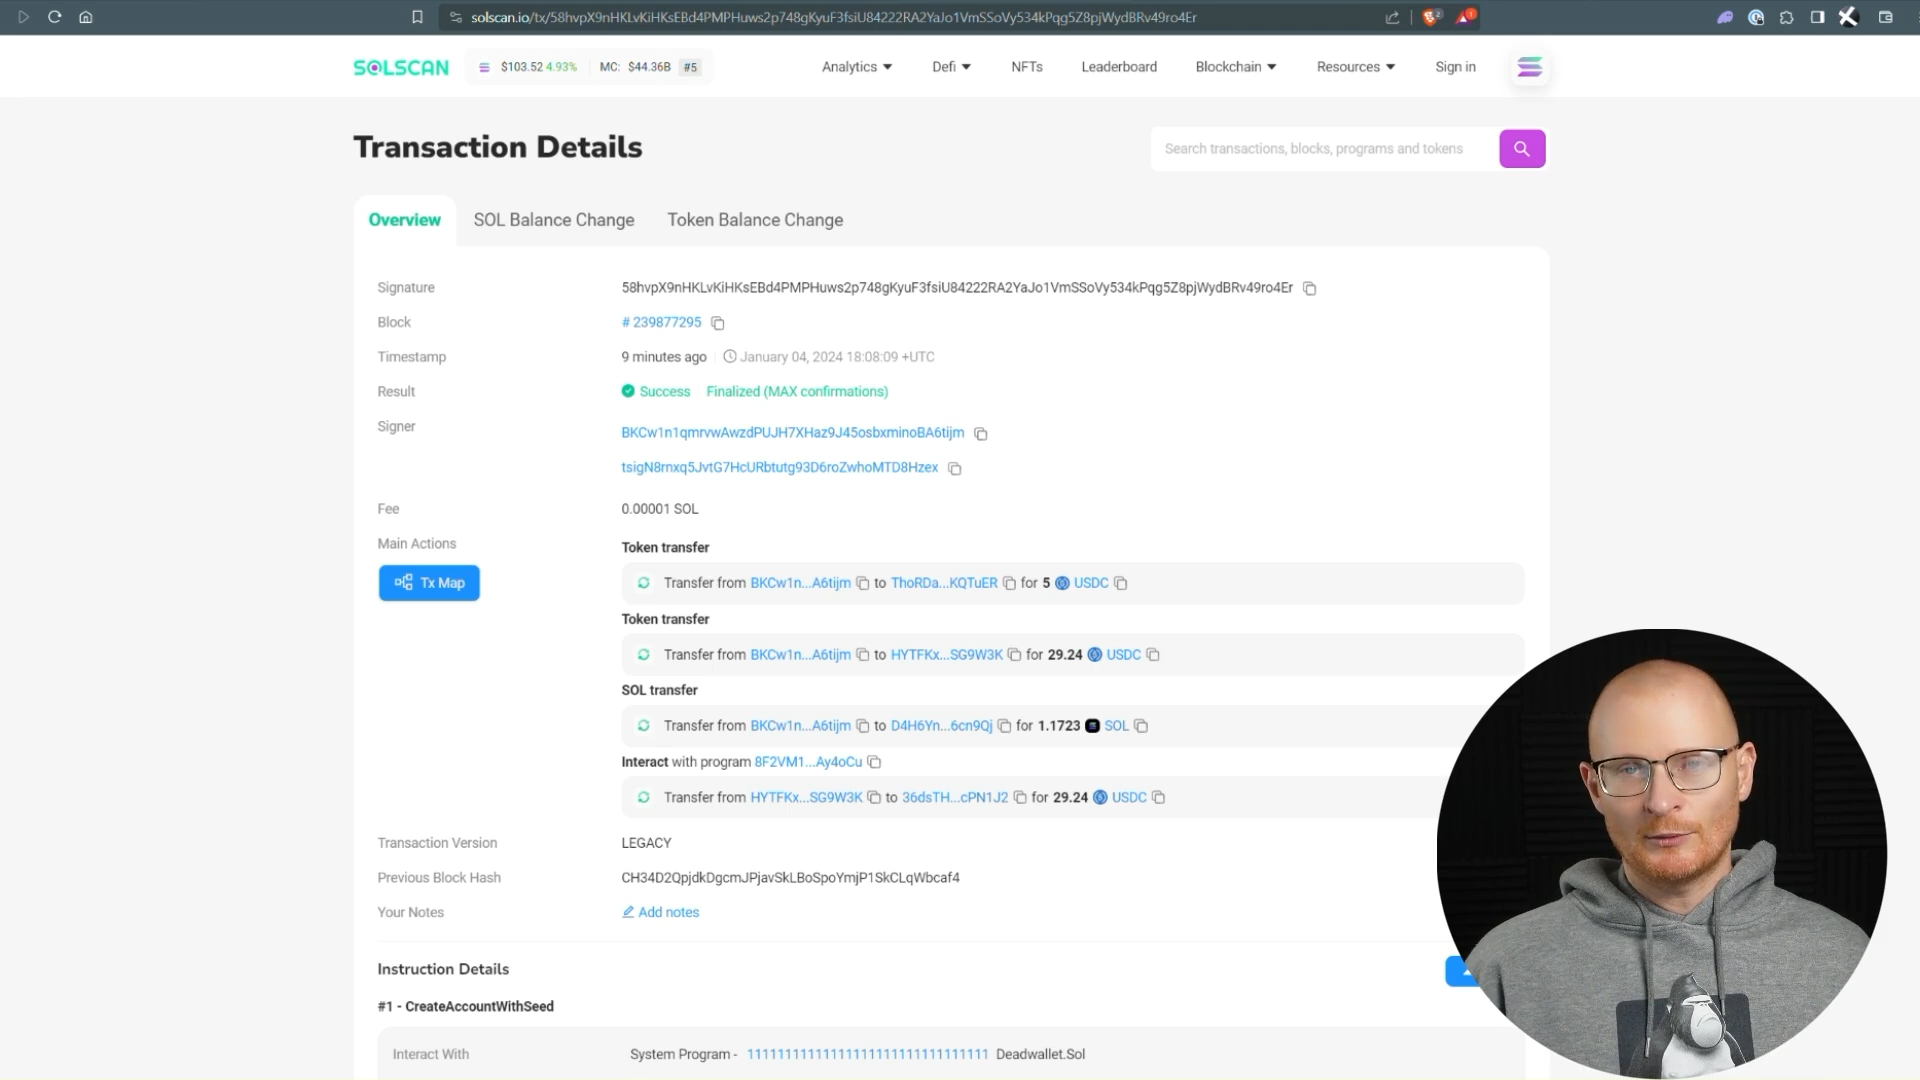 solscan.io/tx/58hvpX9nHKLvKiHKsEBd4PMPHuws2p748gKyuF3fsiU84222RA2YaJo1VmSSoVy534kPqg5Z8pjWydBRv49ro4Er
SOLSCAN $103.52 4.93% MC: $44.36B #5 Analytics Defi NFTs Leaderboard Blockchain Resources Sign in
Transaction Details
Search transactions, blocks, programs and tokens
Overview SOL Balance Change Token Balance Change
Signature 58hvpX9nHKLvKiHKsEBd4PMPHuws2p748gKyuF3fsiU84222RA2YaJo1VmSSoVy534kPqg5Z8pjWydBRv49ro4Er
Block # 239877295
Timestamp 9 minutes ago January 04, 2024 18:08:09 +UTC
Result Success Finalized (MAX confirmations)
Signer BKCw1n1qmrvwAwzdPUJH7XHaz9J45osbxminoBA6tijm
tsigN8rnxq5JvtG7HcURbtutg93D6roZwhoMTD8Hzex
Fee 0.00001 SOL
Main Actions
Token transfer
Tx Map
Transfer from BKCw1n...A6tijm to ThoRDa...KQTuER for 5 USDC
Token transfer
Transfer from BKCw1n...A6tijm to HYTFKx...SG9W3K for 29.24 USDC
SOL transfer
Transfer from BKCw1n...A6tijm to D4H6Yn...6cn9Qj for 1.1723 SOL
Interact with program 8F2VM1...Ay4oCu
Transfer from HYTFKx...SG9W3K to 36dsTH...cPN1J2 for 29.24 USDC
Transaction Version LEGACY
Previous Block Hash CH34D2QpjdkDgcmJPjavSkLBoSpoYmjP1SkCLqWbcaf4
Your Notes Add notes
Instruction Details
#1 - CreateAccountWithSeed
Interact With System Program - 11111111111111111111111111111111 Deadwallet.Sol